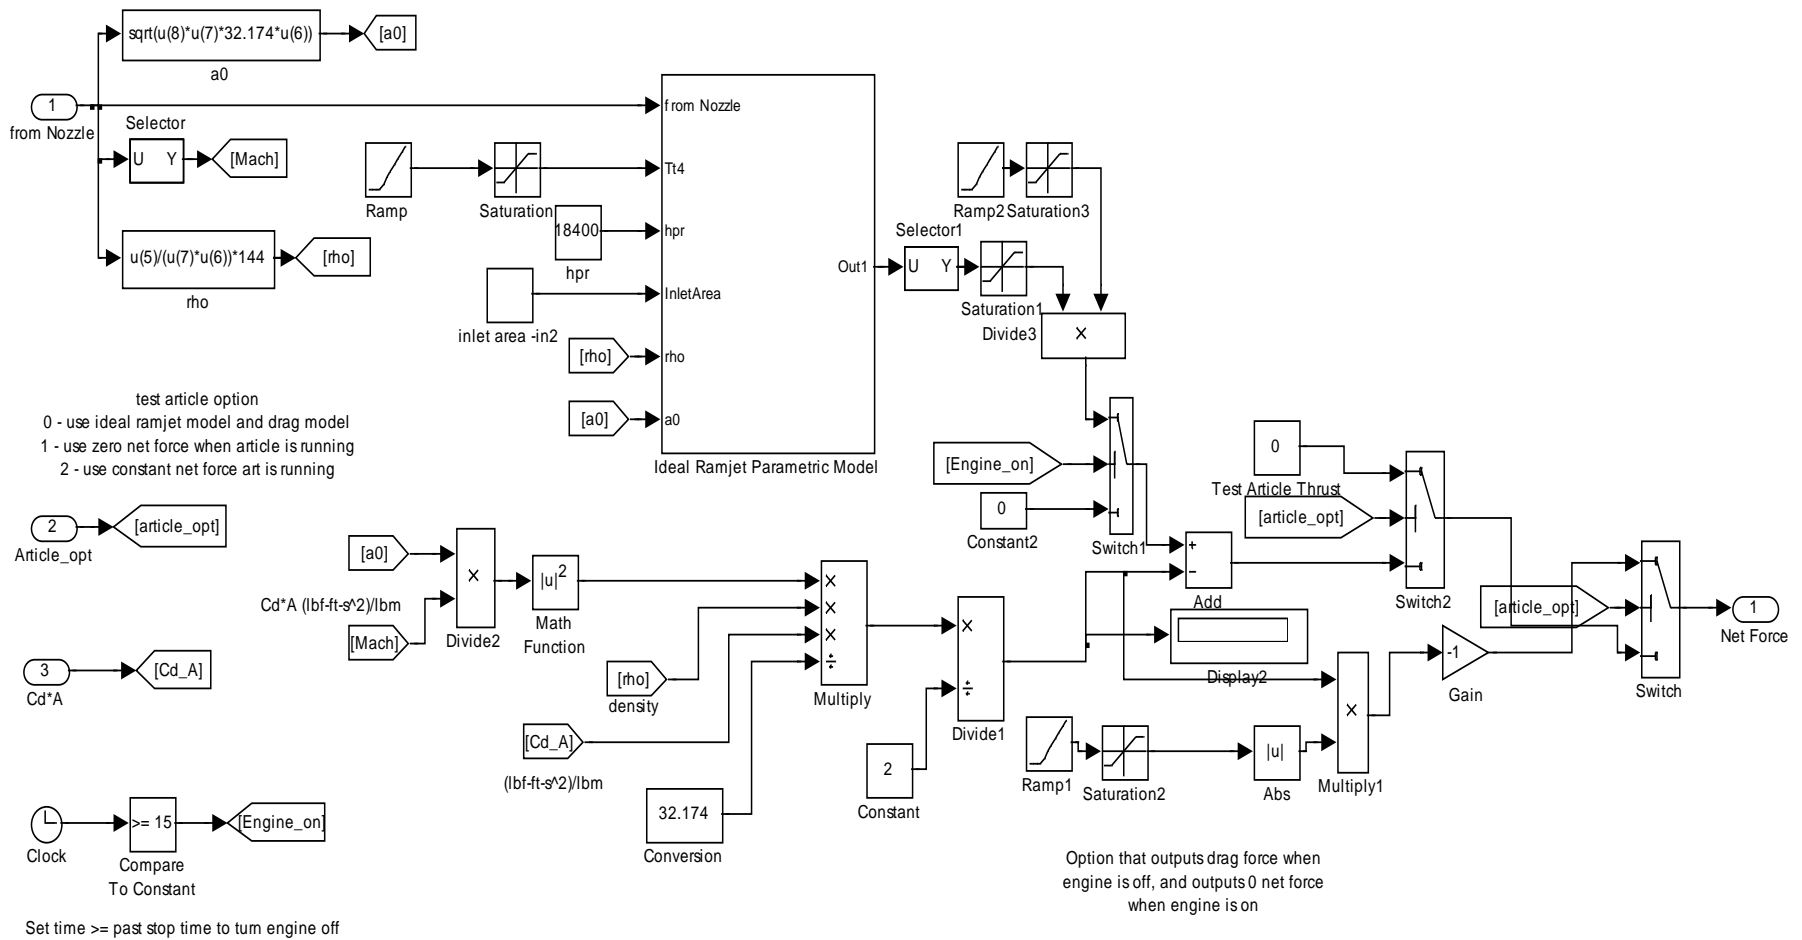 sqrt(u(8)*u(7)*32.174*u(6))
[a0]
a0
1
from Nozzle
Selector
U Y
[Mach]
u(5)/(u(7)*u(6))*144
[rho]
rho
Ramp
Saturation
18400
hpr
inlet area -in2
[rho]
[a0]
from Nozzle
Tt4
hpr
InletArea
rho
a0
Out1
Ideal Ramjet Parametric Model
Ramp2
Saturation3
Selector1
U Y
Saturation1
Divide3
×
test article option
0 - use ideal ramjet model and drag model
1 - use zero net force when article is running
2 - use constant net force art is running
2
Article_opt
[article_opt]
3
Cd*A
[Cd_A]
Clock
>= 15
Compare
To Constant
[Engine_on]
Set time >= past stop time to turn engine off
[a0]
Cd*A (lbf-ft-s^2)/lbm
[Mach]
×
Divide2
|u|2
Math
Function
[rho]
density
[Cd_A]
(lbf-ft-s^2)/lbm
32.174
Conversion
×
×
×
÷
Multiply
2
Constant
×
÷
Divide1
[Engine_on]
0
Constant2
Switch1
+
−
Add
Display2
0
Test Article Thrust
[article_opt]
Switch2
Ramp1
Saturation2
|u|
Abs
×
Multiply1
-1
Gain
[article_opt]
Switch
1
Net Force
Option that outputs drag force when
engine is off, and outputs 0 net force
when engine is on